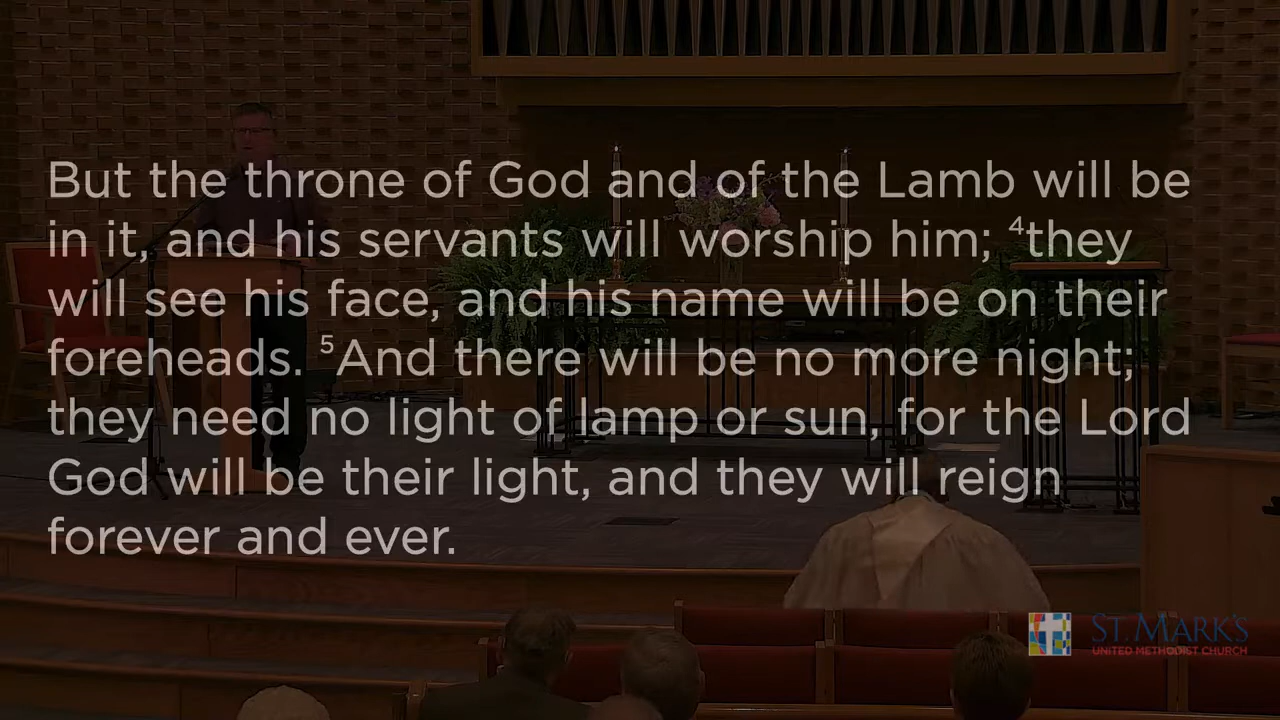 But the throne of God and of the Lamb will be
in it, and his servants will worship him; ⁴they
will see his face, and his name will be on their
foreheads. ⁵And there will be no more night;
they need no light of lamp or sun, for the Lord
God will be their light, and they will reign
forever and ever.
ST. MARK'S
UNITED METHODIST CHURCH